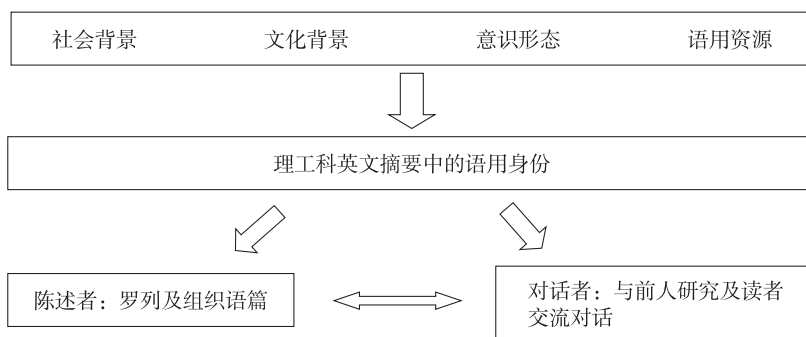 社会背景 文化背景 意识形态 语用资源
理工科英文摘要中的语用身份
陈述者：罗列及组织语篇
对话者：与前人研究及读者
交流对话